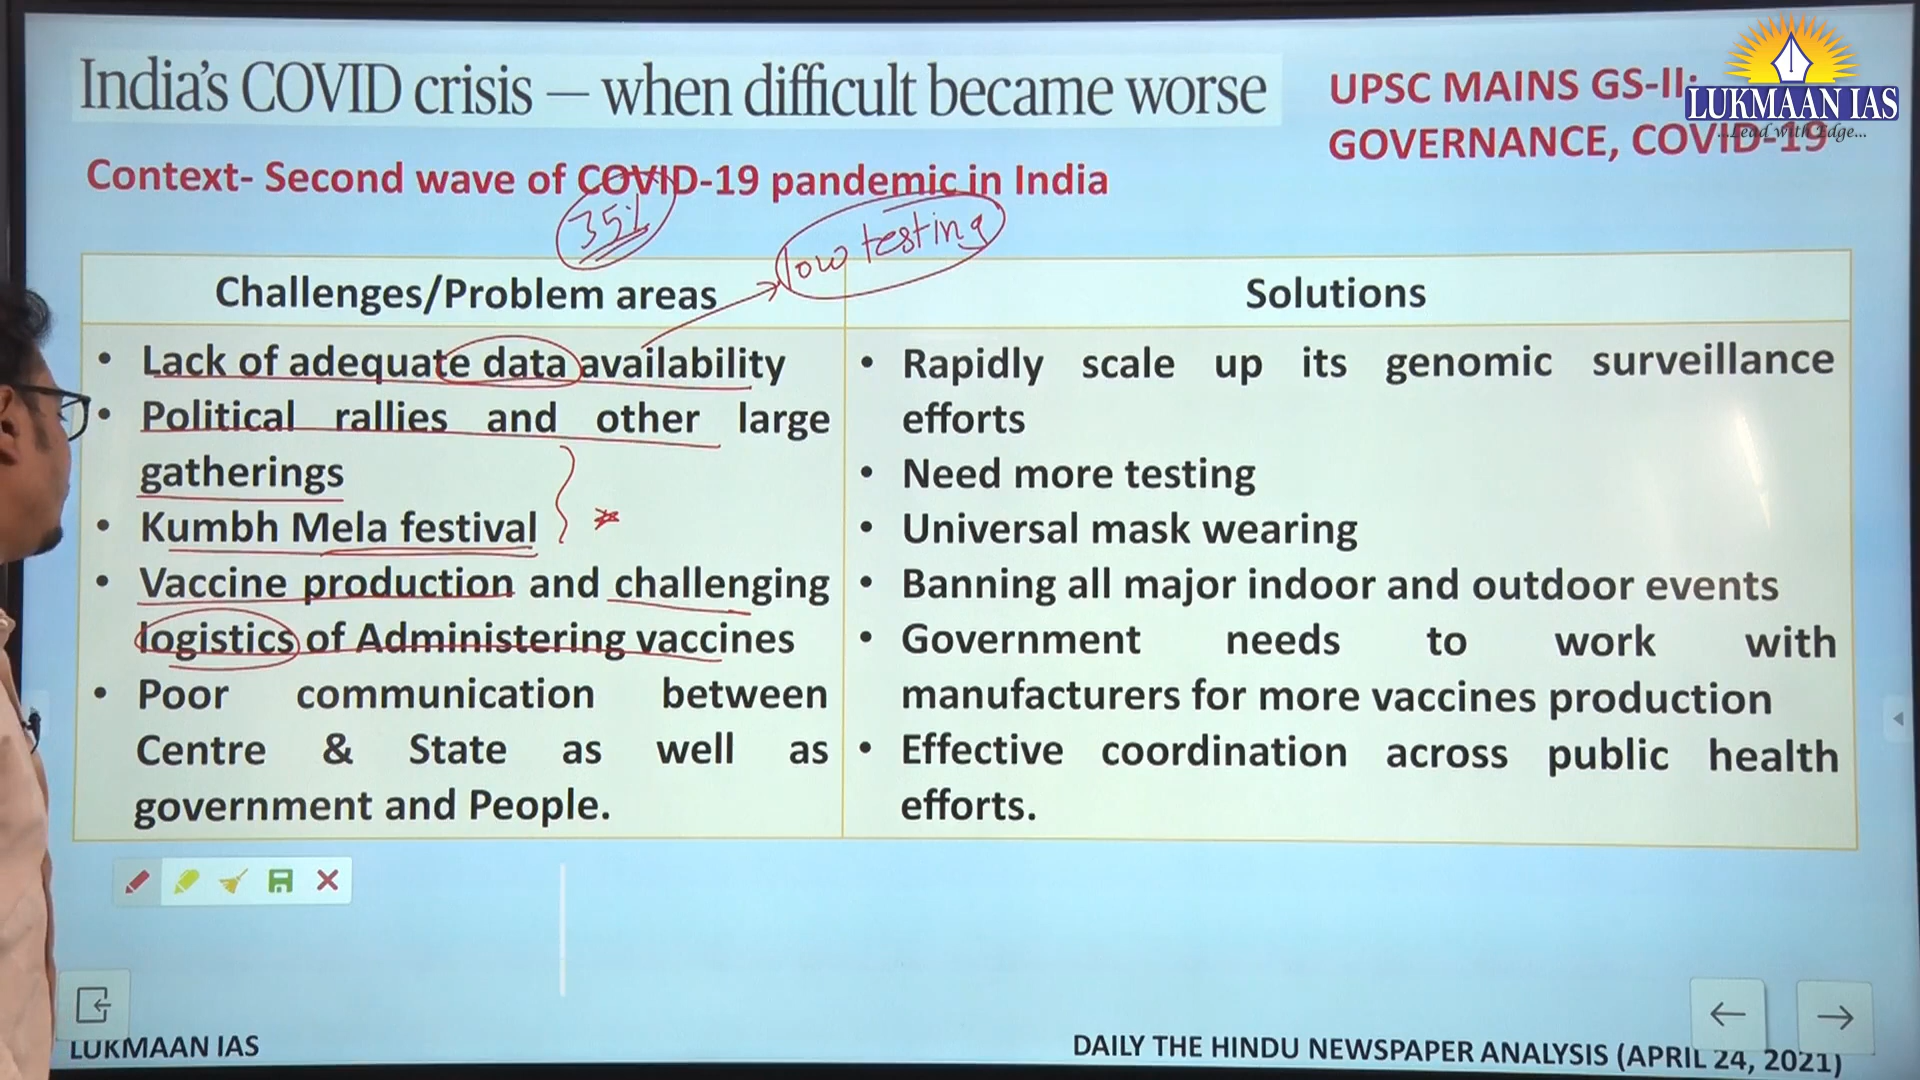 India's COVID crisis — when difficult became worse
UPSC MAINS GS-II:
GOVERNANCE, COVID-19
LUKMAAN IAS
...Lead with Edge...
Context- Second wave of COVID-19 pandemic in India
35%
low testing
Challenges/Problem areas
• Lack of adequate data availability
• Political rallies and other large
gatherings
• Kumbh Mela festival
• Vaccine production and challenging
logistics of Administering vaccines
• Poor communication between
Centre & State as well as
government and People.
Solutions
• Rapidly scale up its genomic surveillance
efforts
• Need more testing
• Universal mask wearing
• Banning all major indoor and outdoor events
• Government needs to work with
manufacturers for more vaccines production
• Effective coordination across public health
efforts.
LUKMAAN IAS
DAILY THE HINDU NEWSPAPER ANALYSIS (APRIL 24, 2021)